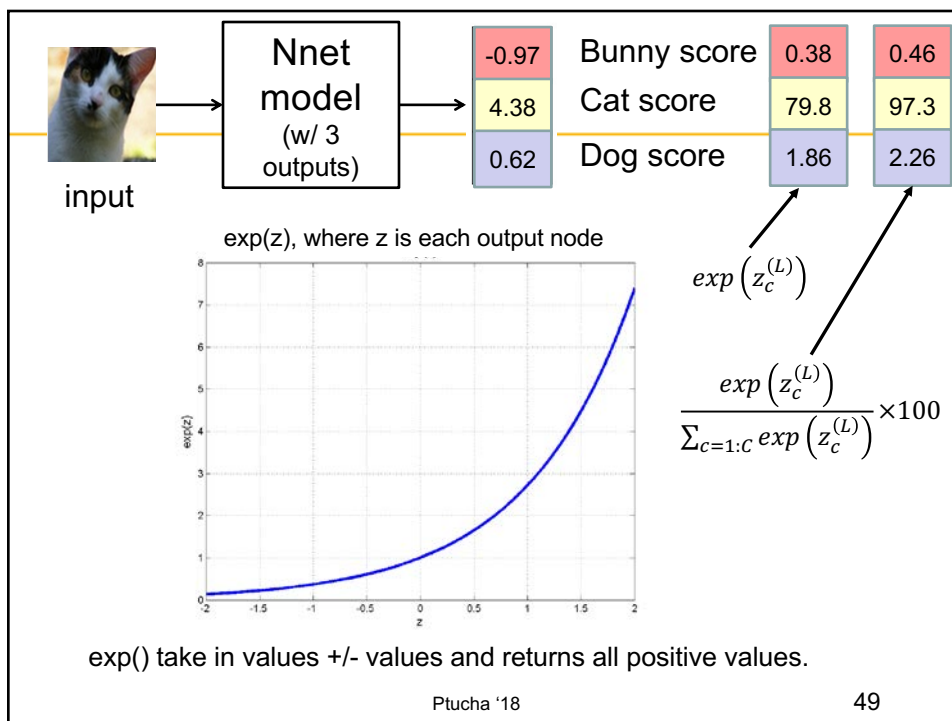 Nnet
model
(w/ 3
outputs)
input
-0.97
4.38
0.62
Bunny score
Cat score
Dog score
0.38
79.8
1.86
0.46
97.3
2.26
exp(z), where z is each output node
8
7
6
5
4
3
2
1
0
exp(z)
-2 -1.5 -1 -0.5 0 0.5 1 1.5 2
z
exp(z_c^(L))
exp(z_c^(L))
∑_{c=1:C} exp(z_c^(L)) ×100
exp() take in values +/- values and returns all positive values.
Ptucha ‘18
49